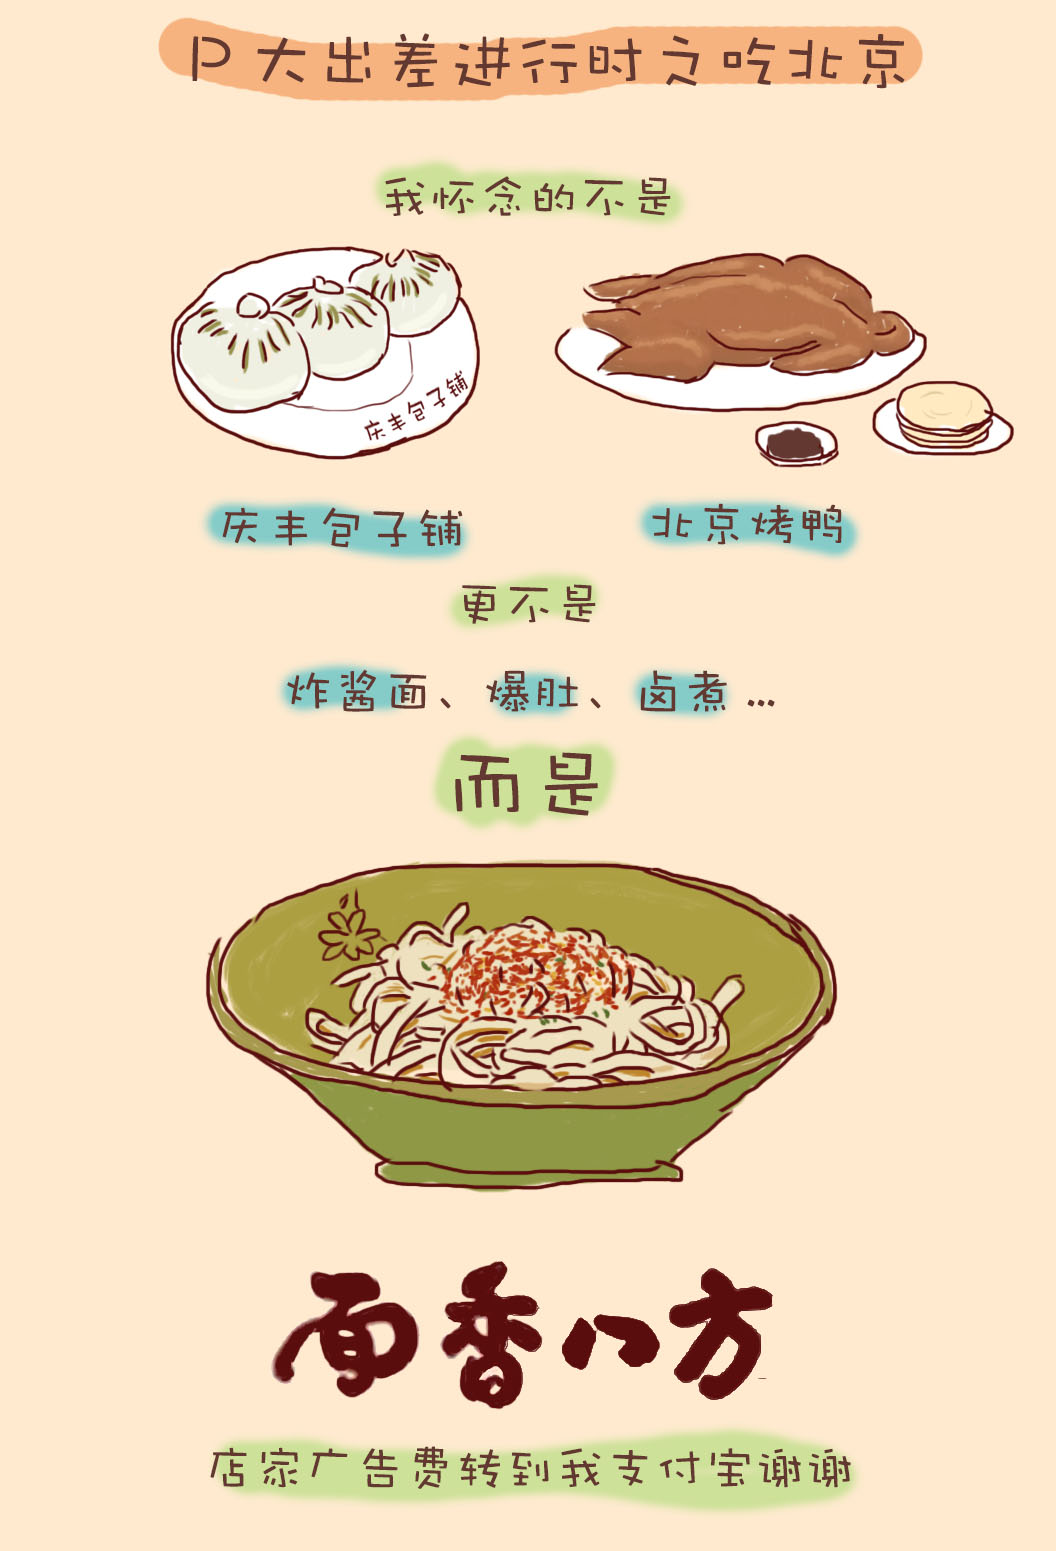 P大出差进行时之吃北京
我怀念的不是
庆丰包子铺
庆丰包子铺
北京烤鸭
更不是
炸酱面、爆肚、卤煮...
而是
面香八方
店家广告费转到我支付宝谢谢